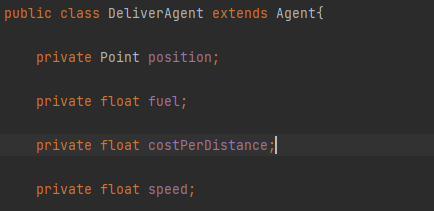 public class DeliverAgent extends Agent{
private Point position;
private float fuel;
private float costPerDistance;
private float speed;